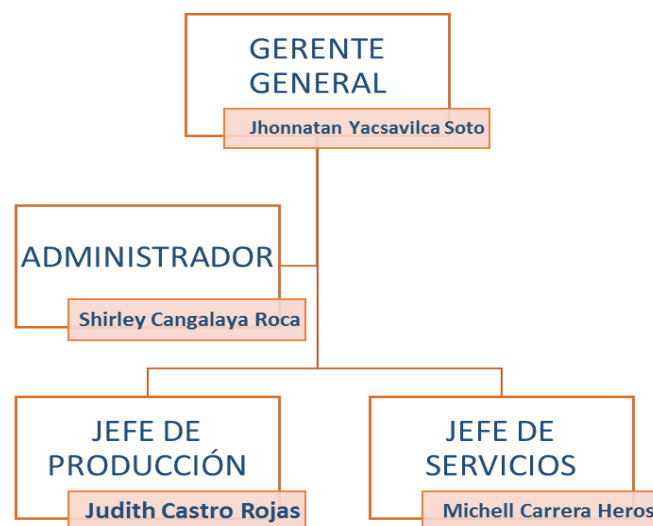 GERENTE
GENERAL
Jhonnatan Yacsavilca Soto
ADMINISTRADOR
Shirley Cangalaya Roca
JEFE DE
PRODUCCIÓN
Judith Castro Rojas
JEFE DE
SERVICIOS
Michell Carrera Heros